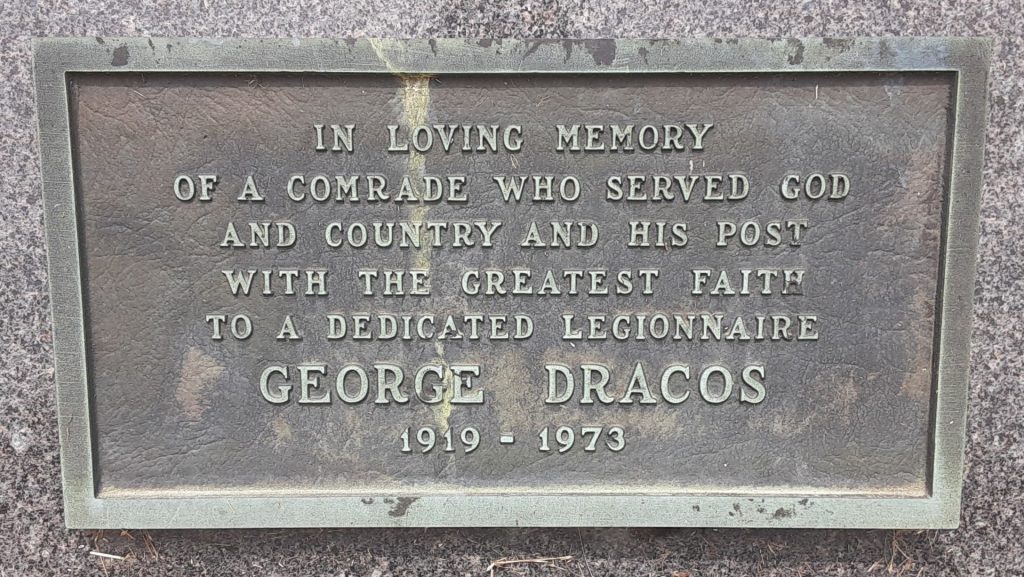 IN LOVING MEMORY
OF A COMRADE WHO SERVED GOD
AND COUNTRY AND HIS POST
WITH THE GREATEST FAITH
TO A DEDICATED LEGIONNAIRE
GEORGE DRACOS
1919 - 1973